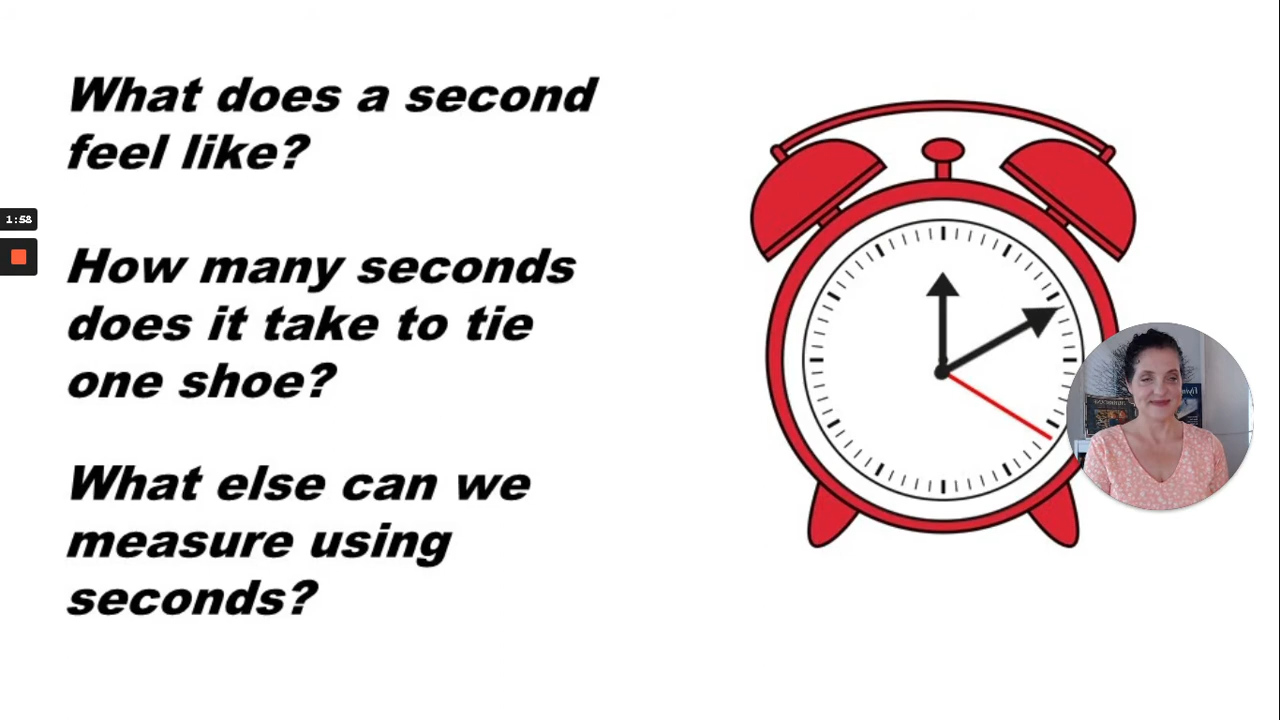 What does a second
feel like?
1:58
How many seconds
does it take to tie
one shoe?
What else can we
measure using
seconds?